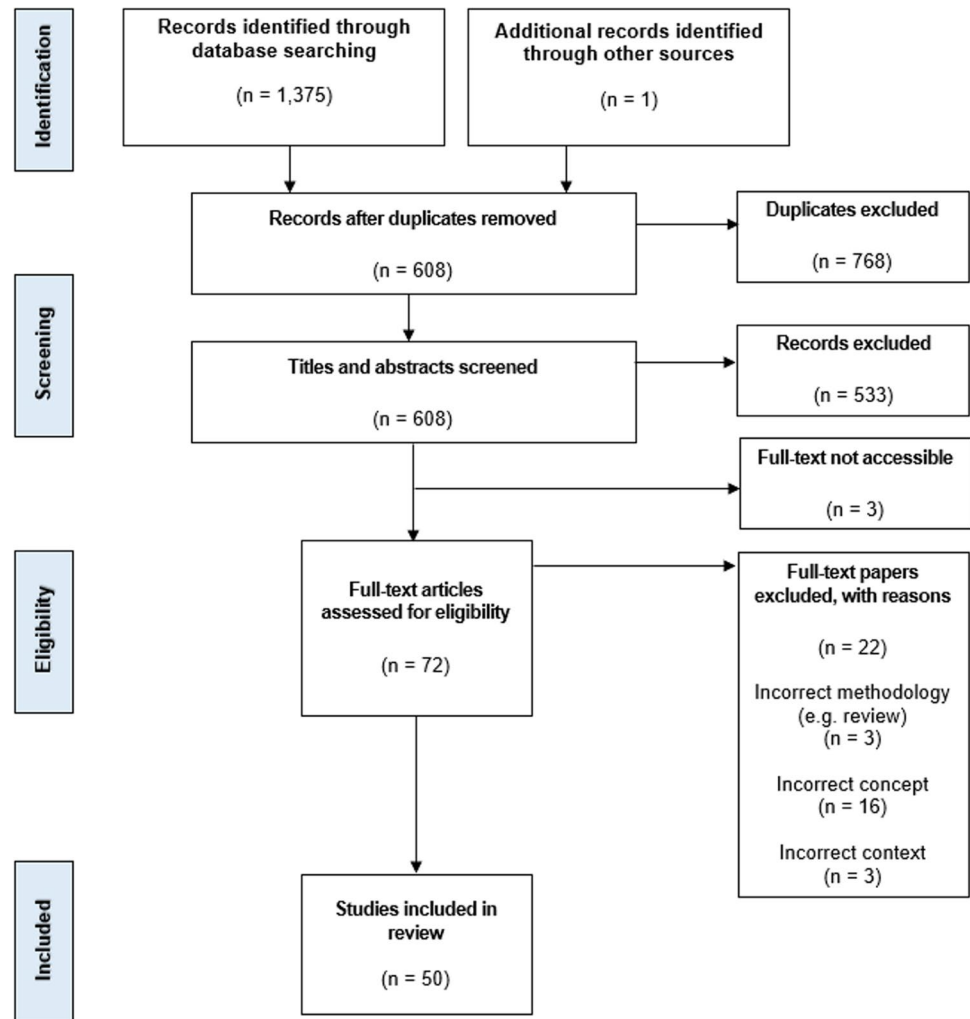 Identification
Records identified through
database searching
(n = 1,375)
Additional records identified
through other sources
(n = 1)
Records after duplicates removed
(n = 608)
Duplicates excluded
(n = 768)
Screening
Titles and abstracts screened
(n = 608)
Records excluded
(n = 533)
Full-text not accessible
(n = 3)
Eligibility
Full-text articles
assessed for eligibility
(n = 72)
Full-text papers
excluded, with reasons
(n = 22)
Incorrect methodology
(e.g. review)
(n = 3)
Incorrect concept
(n = 16)
Incorrect context
(n = 3)
Included
Studies included in
review
(n = 50)